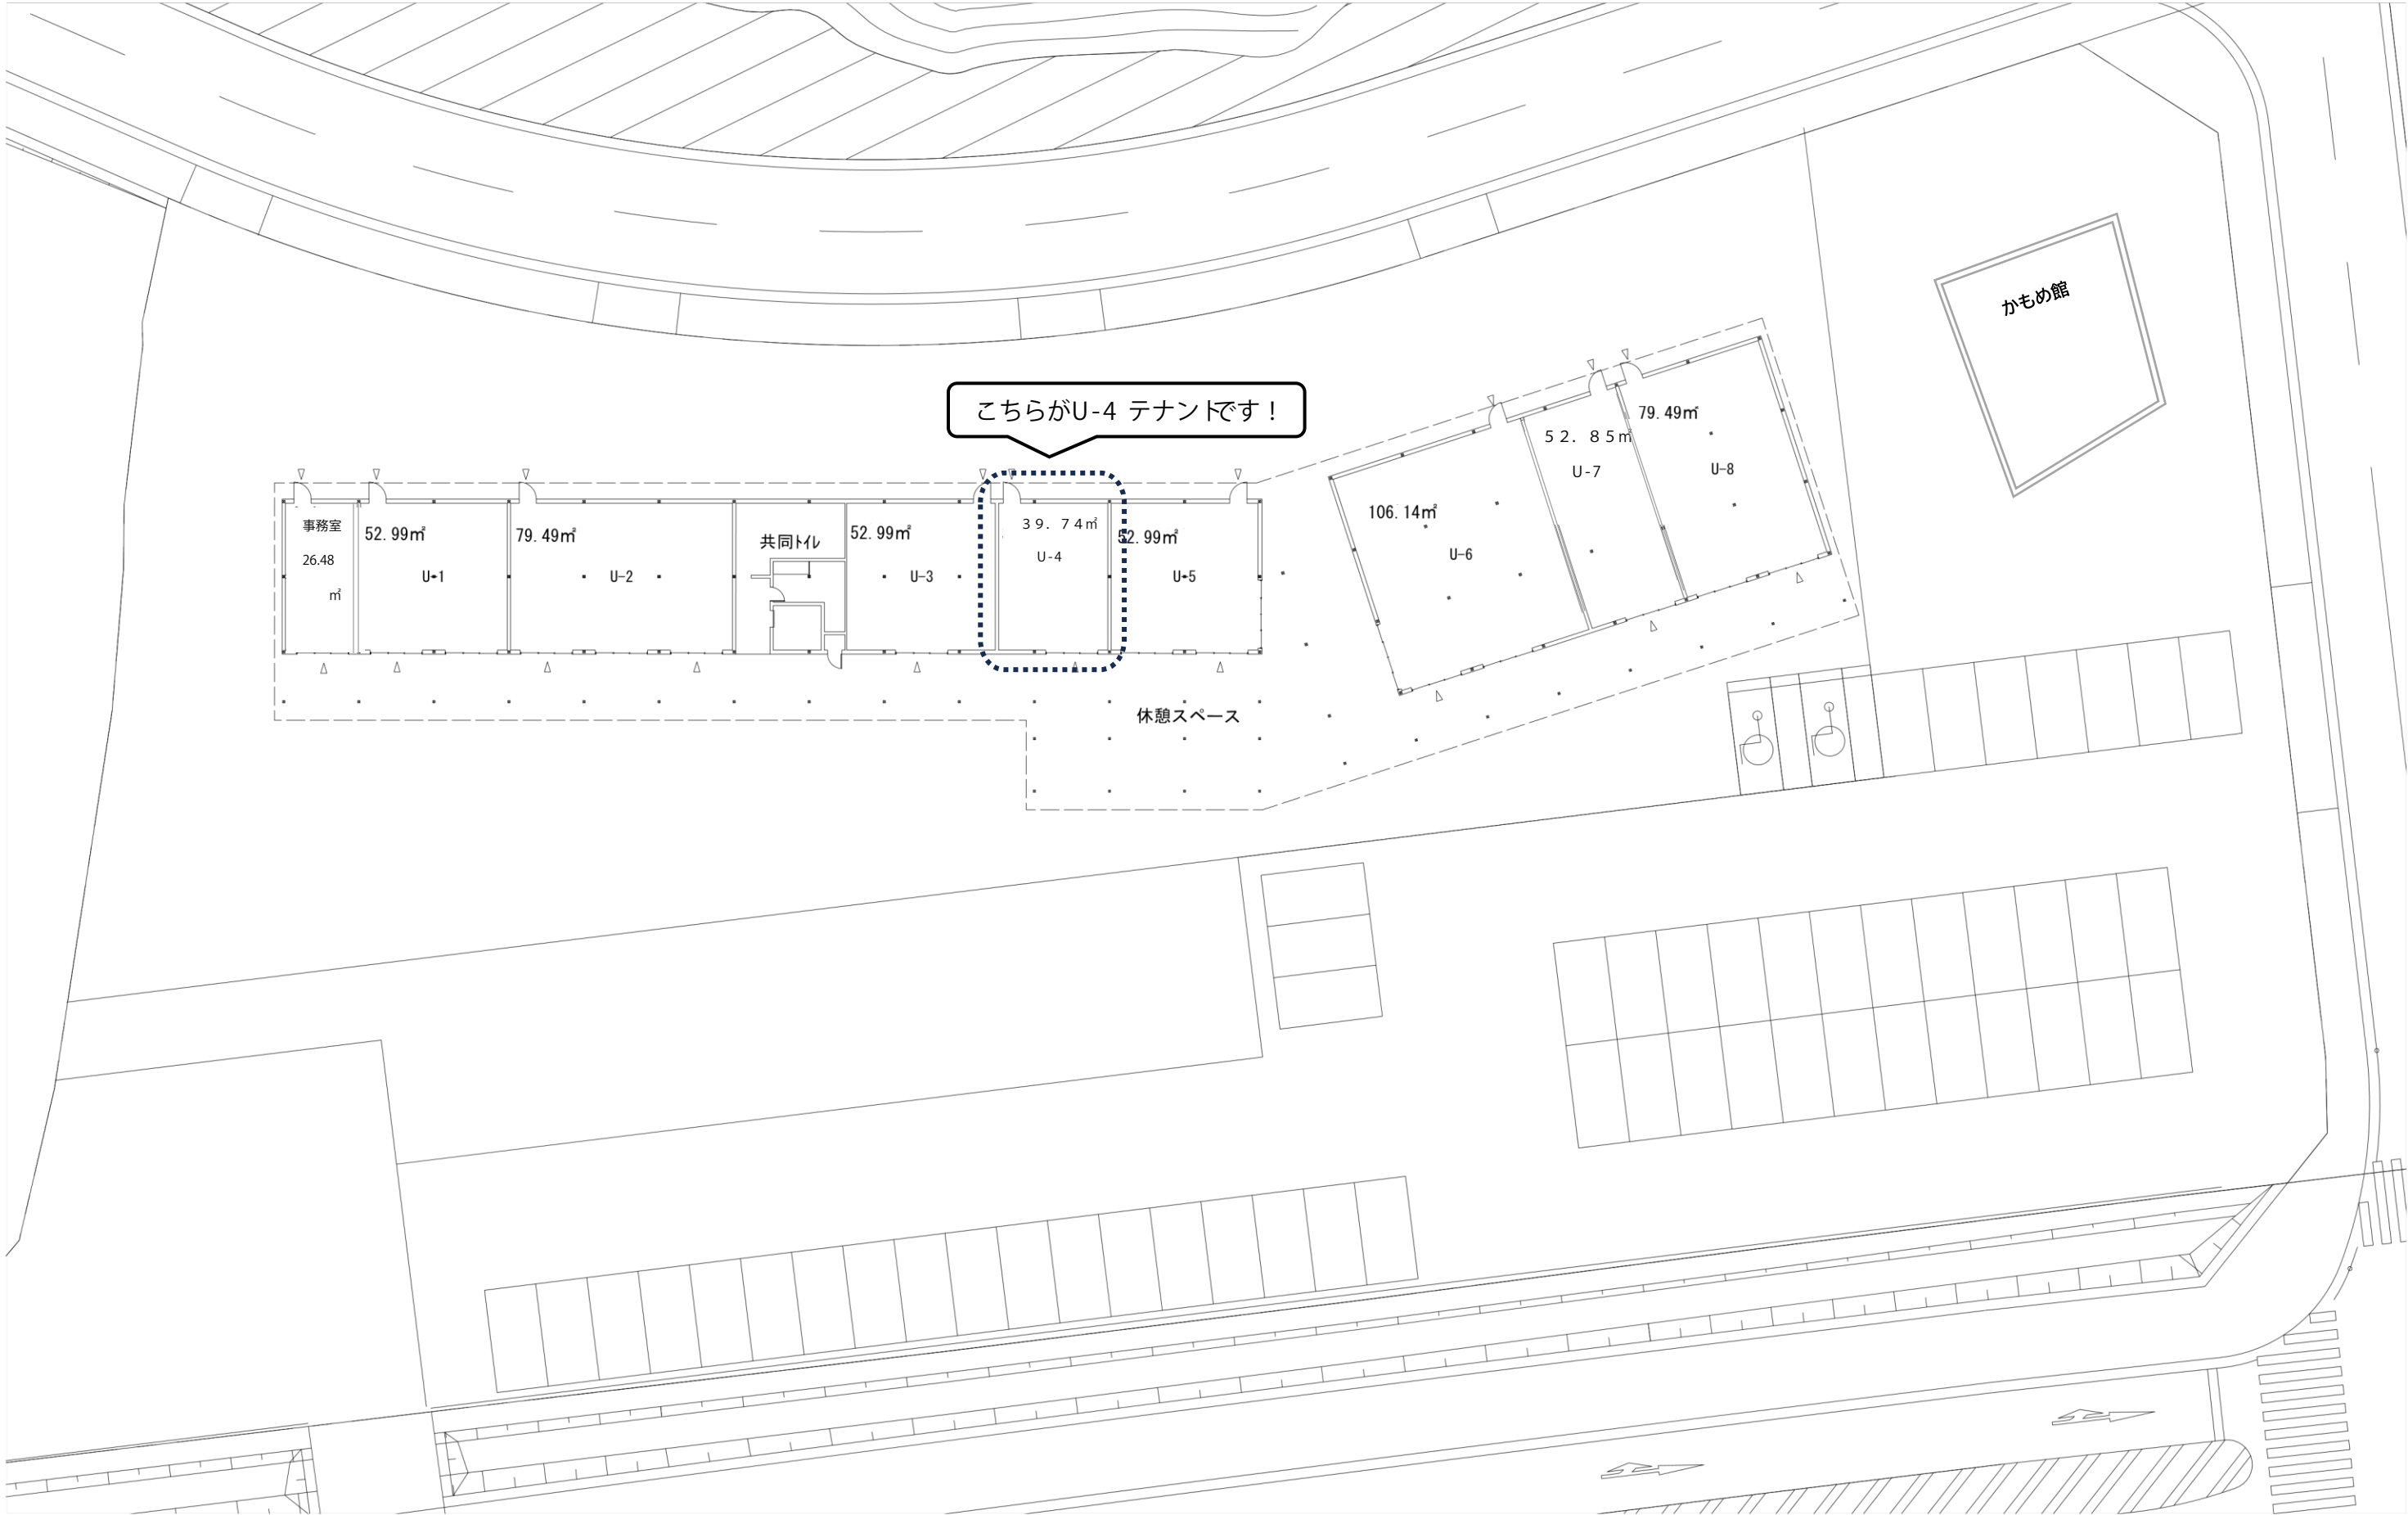 かもめ館
こちらがU-4 テナントです！
79.49㎡
52.85㎡
U-7
U-8
106.14㎡
U-6
事務室
26.48
㎡
52.99㎡
U-1
79.49㎡
U-2
共同トイレ
52.99㎡
U-3
39.74㎡
U-4
52.99㎡
U-5
休憩スペース